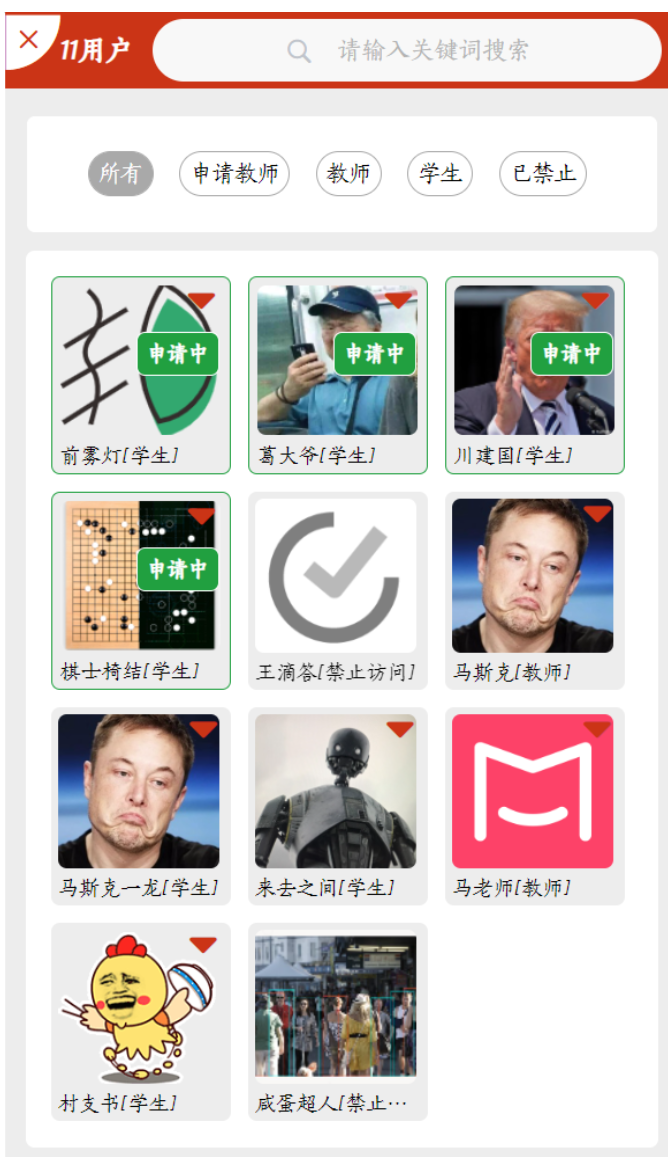 11用户
请输入关键词搜索
所有
申请教师
教师
学生
已禁止
申请中
申请中
申请中
前雾灯[学生]
葛大爷[学生]
川建国[学生]
申请中
棋士椅结[学生]
王滴答[禁止访问]
马斯克[教师]
马斯克一龙[学生]
来去之间[学生]
马老师[教师]
村支书[学生]
咸蛋超人[禁止…